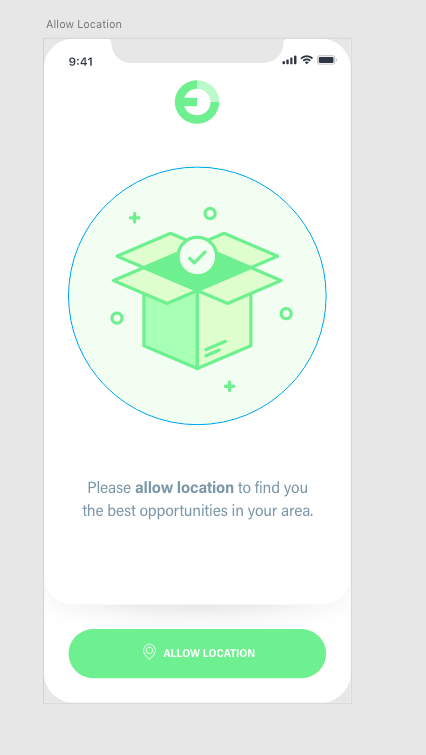 Allow Location
9:41
Please allow location to find you
the best opportunities in your area.
ALLOW LOCATION